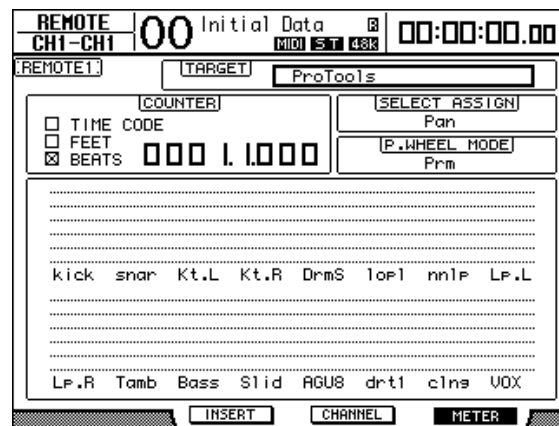 REMOTE
CH1-CH1
00 Initial Data
MIDI ST 48k
00:00:00.00
REMOTE1
TARGET
ProTools
COUNTER
TIME CODE
FEET
BEATS
000 1.1.000
SELECT ASSIGN
Pan
P.WHEEL MODE
Prm
kick snar Kt.L Kt.R DrmS lop1 nnlp Lp.L
Lp.R Tamb Bass Slid AGU8 drt1 clng VOX
INSERT CHANNEL METER